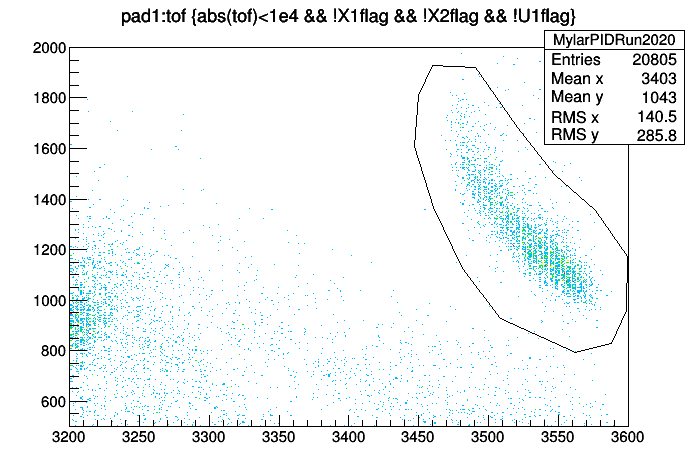 pad1:tof {abs(tof)<1e4 && !X1flag && !X2flag && !U1flag}
MylarPIDRun2020
Entries 20805
Mean x 3403
Mean y 1043
RMS x 140.5
RMS y 285.8
2000
1800
1600
1400
1200
1000
800
600
3200 3250 3300 3350 3400 3450 3500 3550 3600